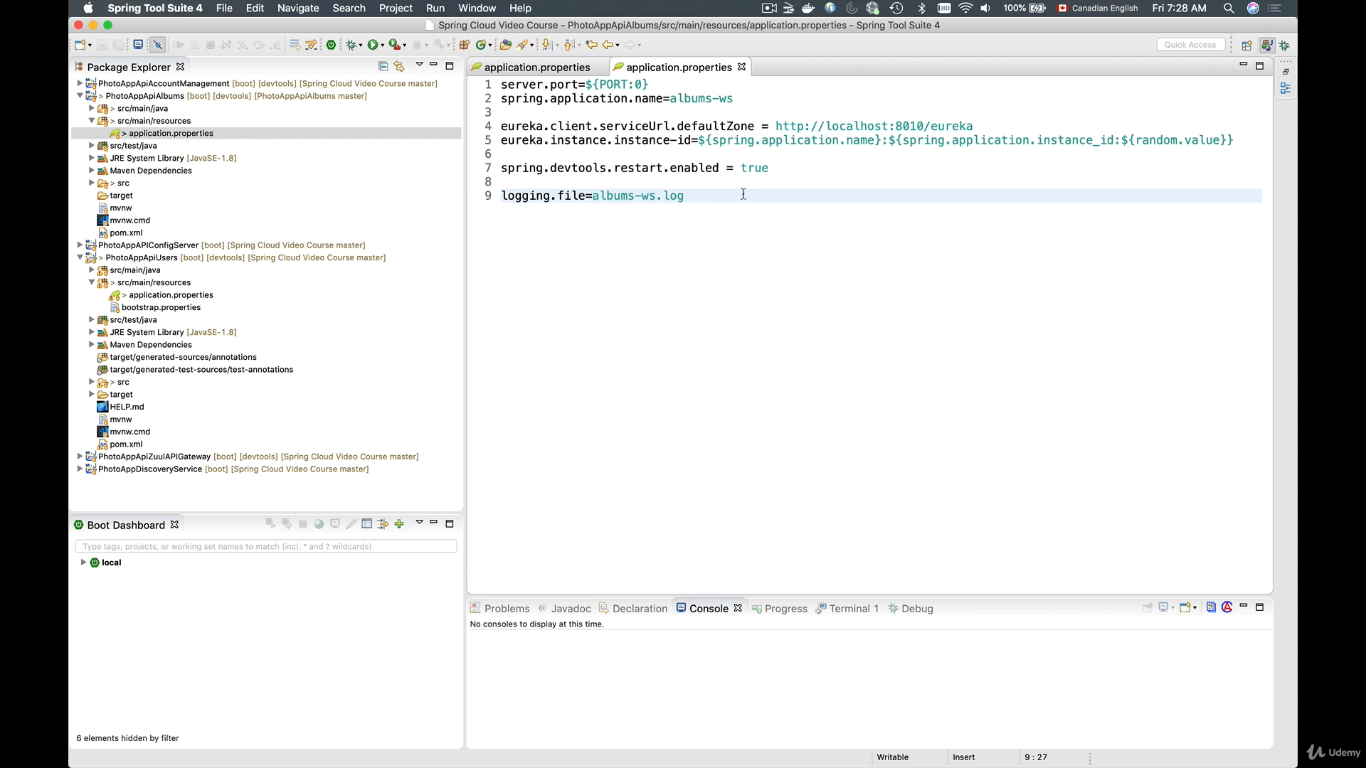 Spring Tool Suite 4 File Edit Navigate Search Project Run Window Help 100% Canadian English Fri 7:28 AM
Spring Cloud Video Course - PhotoAppApiAlbums/src/main/resources/application.properties - Spring Tool Suite 4
Quick Access
Package Explorer
PhotoAppApiAccountManagement [boot] [devtools] [Spring Cloud Video Course master]
> PhotoAppApiAlbums [boot] [devtools] [PhotoAppApiAlbums master]
> src/main/java
> src/main/resources
> application.properties
src/test/java
JRE System Library [JavaSE-1.8]
Maven Dependencies
> src
target
mvnw
mvnw.cmd
pom.xml
PhotoAppAPIConfigServer [boot] [Spring Cloud Video Course master]
> PhotoAppApiUsers [boot] [devtools] [Spring Cloud Video Course master]
src/main/java
> src/main/resources
> application.properties
bootstrap.properties
src/test/java
JRE System Library [JavaSE-1.8]
Maven Dependencies
target/generated-sources/annotations
target/generated-test-sources/test-annotations
> src
target
HELP.md
mvnw
mvnw.cmd
pom.xml
PhotoAppApiZuulAPIGateway [boot] [devtools] [Spring Cloud Video Course master]
PhotoAppDiscoveryService [boot] [Spring Cloud Video Course master]
Boot Dashboard
Type tags, projects, or working set names to match (incl. * and ? wildcards)
local
6 elements hidden by filter
application.properties application.properties
1 server.port=${PORT:0}
2 spring.application.name=albums-ws
3
4 eureka.client.serviceUrl.defaultZone = http://localhost:8010/eureka
5 eureka.instance.instance-id=${spring.application.name}:${spring.application.instance_id:${random.value}}
6
7 spring.devtools.restart.enabled = true
8
9 logging.file=albums-ws.log
Problems Javadoc Declaration Console Progress Terminal 1 Debug
No consoles to display at this time.
Writable Insert 9 : 27
Udemy